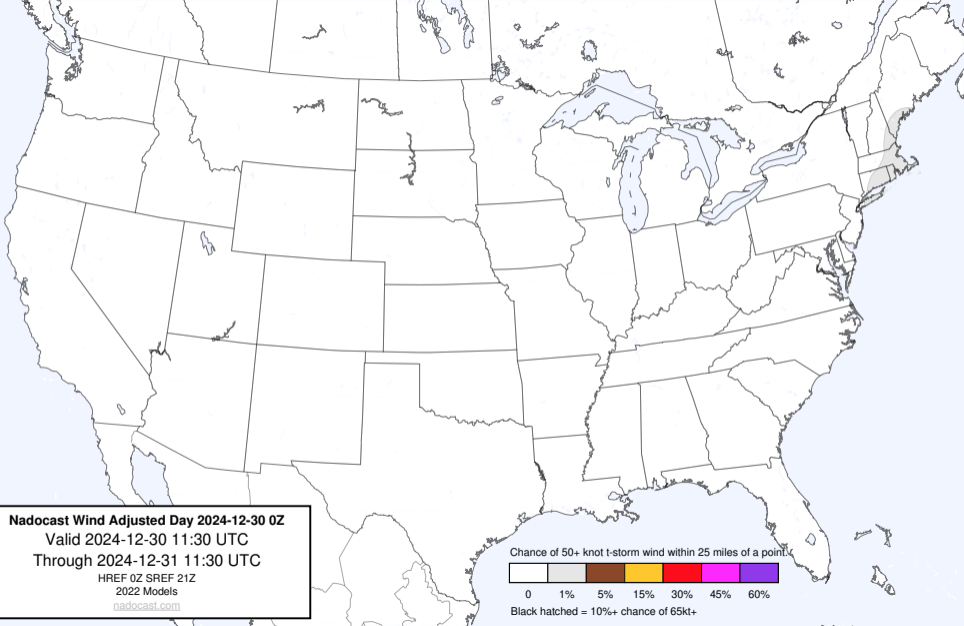 Nadocast Wind Adjusted Day 2024-12-30 0Z
Valid 2024-12-30 11:30 UTC
Through 2024-12-31 11:30 UTC
HREF 0Z SREF 21Z
2022 Models
nadocast.com
Chance of 50+ knot t-storm wind within 25 miles of a point.
0 1% 5% 15% 30% 45% 60%
Black hatched = 10%+ chance of 65kt+